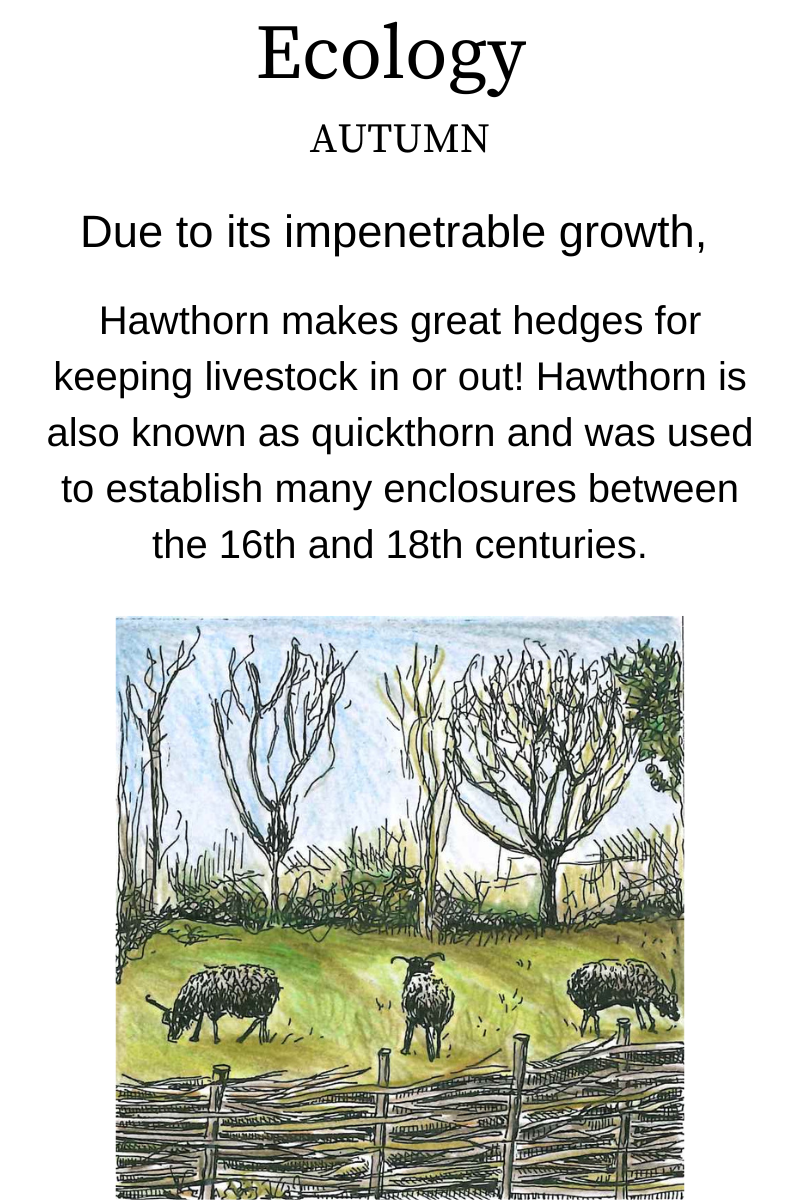 Ecology
AUTUMN
Due to its impenetrable growth,
Hawthorn makes great hedges for
keeping livestock in or out! Hawthorn is
also known as quickthorn and was used
to establish many enclosures between
the 16th and 18th centuries.